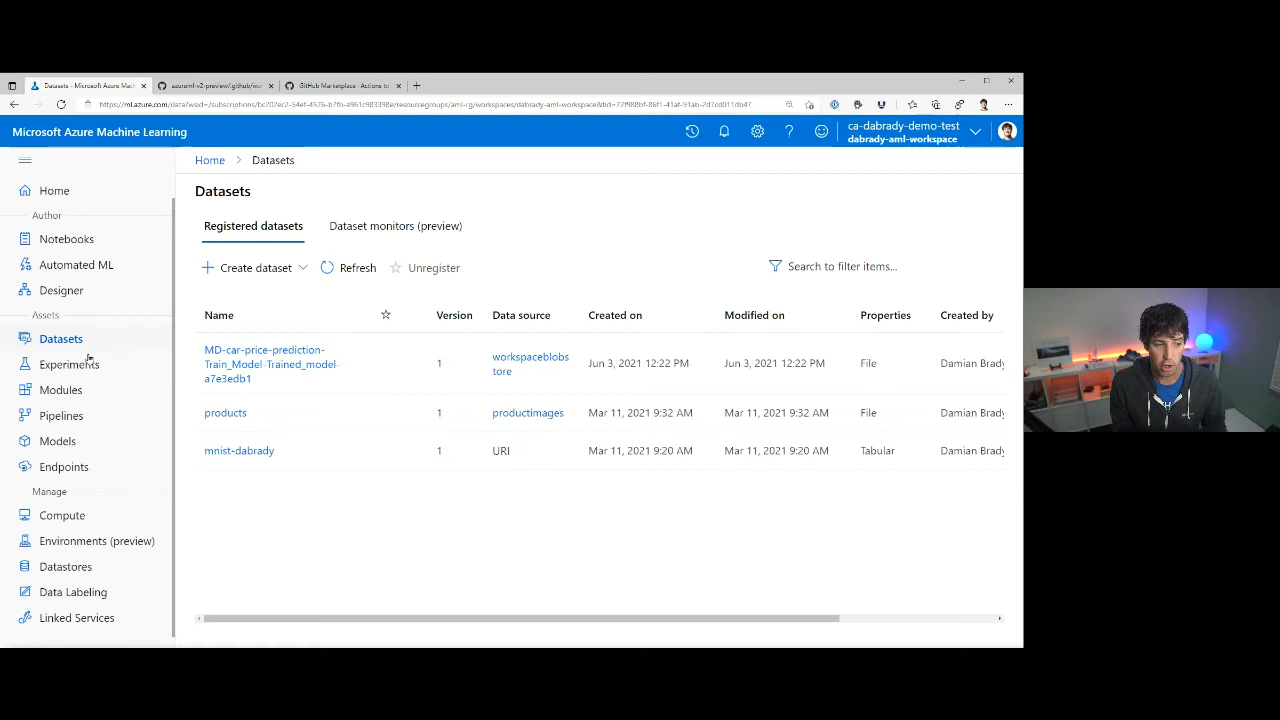 Datasets - Microsoft Azure Mach
azureml-v2-preview/.github/wor
GitHub Marketplace · Actions to
Microsoft Azure Machine Learning
ca-dabrady-demo-test
dabrady-aml-workspace
Home > Datasets
Home
Author
Notebooks
Automated ML
Designer
Assets
Datasets
Experiments
Modules
Pipelines
Models
Endpoints
Manage
Compute
Environments (preview)
Datastores
Data Labeling
Linked Services
Datasets
Registered datasets Dataset monitors (preview)
Create dataset Refresh Unregister Search to filter items...
Name Version Data source Created on Modified on Properties Created by
MD-car-price-prediction-
Train_Model-Trained_model-
a7e3edb1
1
workspaceblobs
tore
Jun 3, 2021 12:22 PM Jun 3, 2021 12:22 PM File Damian Brady
products 1 productimages Mar 11, 2021 9:32 AM Mar 11, 2021 9:32 AM File Damian Brady
mnist-dabrady 1 URI Mar 11, 2021 9:20 AM Mar 11, 2021 9:20 AM Tabular Damian Brady